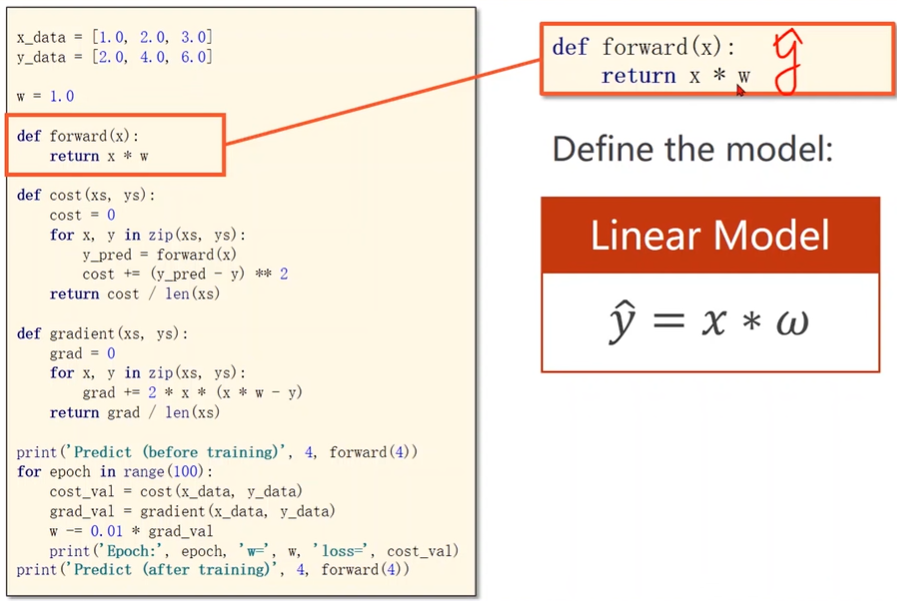 x_data = [1.0, 2.0, 3.0]
y_data = [2.0, 4.0, 6.0]
w = 1.0
def forward(x):
    return x * w
def cost(xs, ys):
    cost = 0
    for x, y in zip(xs, ys):
        y_pred = forward(x)
        cost += (y_pred - y) ** 2
    return cost / len(xs)
def gradient(xs, ys):
    grad = 0
    for x, y in zip(xs, ys):
        grad += 2 * x * (x * w - y)
    return grad / len(xs)
print('Predict (before training)', 4, forward(4))
for epoch in range(100):
    cost_val = cost(x_data, y_data)
    grad_val = gradient(x_data, y_data)
    w -= 0.01 * grad_val
    print('Epoch:', epoch, 'w=', w, 'loss=', cost_val)
print('Predict (after training)', 4, forward(4))
def forward(x):
    return x * w
ŷ
Define the model:
Linear Model
ŷ = x * ω